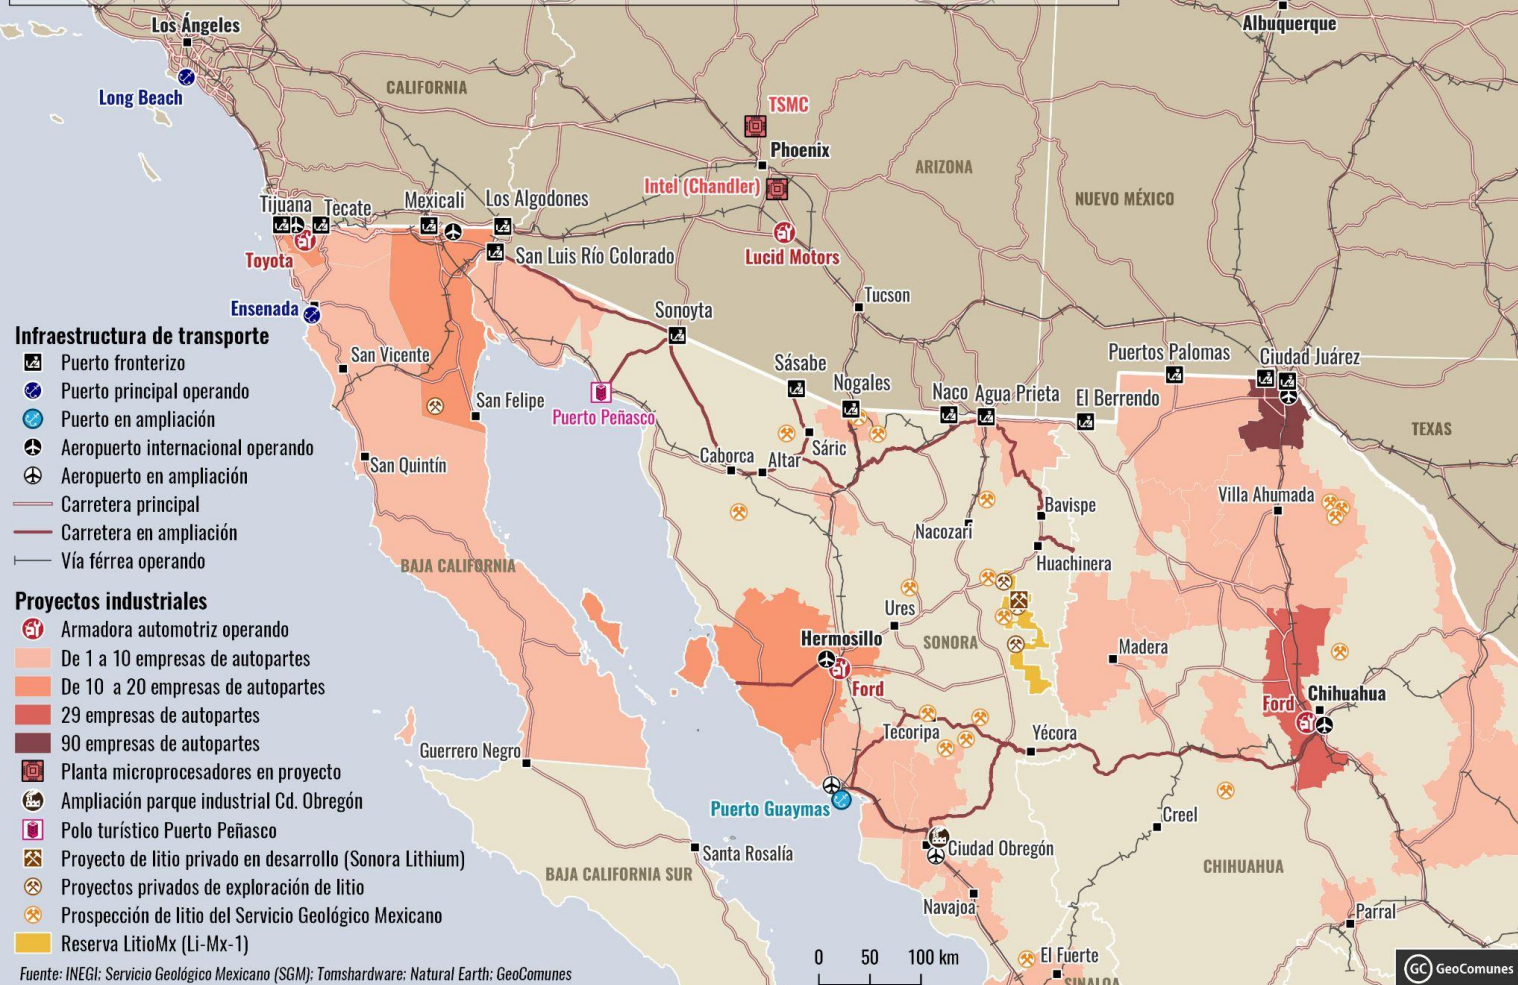 Los Ángeles
Albuquerque
CALIFORNIA
Long Beach
TSMC
Phoenix
ARIZONA
Intel (Chandler)
NUEVO MÉXICO
Tijuana
Tecate
Mexicali
Los Algodones
Lucid Motors
Toyota
San Luis Río Colorado
Tucson
Ensenada
Sonoyta
Infraestructura de transporte
Puerto fronterizo
Puerto principal operando
Puerto en ampliación
Aeropuerto internacional operando
Aeropuerto en ampliación
Carretera principal
Carretera en ampliación
Vía férrea operando
San Vicente
Sásabe
Nogales
Naco
Agua Prieta
El Berrendo
Puertos Palomas
Ciudad Juárez
San Felipe
Puerto Peñasco
TEXAS
San Quintín
Caborca
Altar
Sáric
Villa Ahumada
Bavispe
Nacozari
Huachinera
BAJA CALIFORNIA
Proyectos industriales
Armadora automotriz operando
De 1 a 10 empresas de autopartes
De 10 a 20 empresas de autopartes
29 empresas de autopartes
90 empresas de autopartes
Planta microprocesadores en proyecto
Ampliación parque industrial Cd. Obregón
Polo turístico Puerto Peñasco
Proyecto de litio privado en desarrollo (Sonora Lithium)
Proyectos privados de exploración de litio
Prospección de litio del Servicio Geológico Mexicano
Reserva LitioMx (Li-Mx-1)
Fuente: INEGI; Servicio Geológico Mexicano (SGM); Tomshardware; Natural Earth; GeoComunes
Ures
Hermosillo
SONORA
Madera
Ford
Ford
Chihuahua
Tecoripa
Yécora
Guerrero Negro
Puerto Guaymas
Creel
Santa Rosalía
Ciudad Obregón
BAJA CALIFORNIA SUR
CHIHUAHUA
Navajoa
Parral
0 50 100 km
El Fuerte
SINALOA
GC GeoComunes